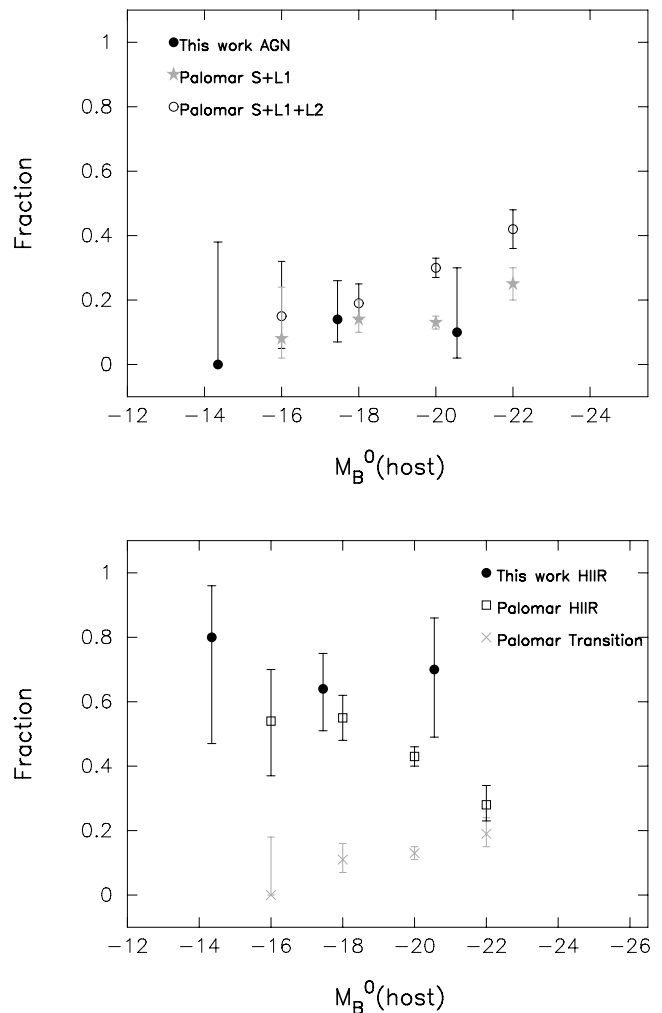 1
This work AGN
Palomar S+L1
0.8
Palomar S+L1+L2
0.6
Fraction
0.4
0.2
0
−12 −14 −16 −18 −20 −22 −24
M_B^0(host)
1
This work HIIR
Palomar HIIR
0.8
Palomar Transition
0.6
Fraction
0.4
0.2
0
−12 −14 −16 −18 −20 −22 −24 −26
M_B^0(host)